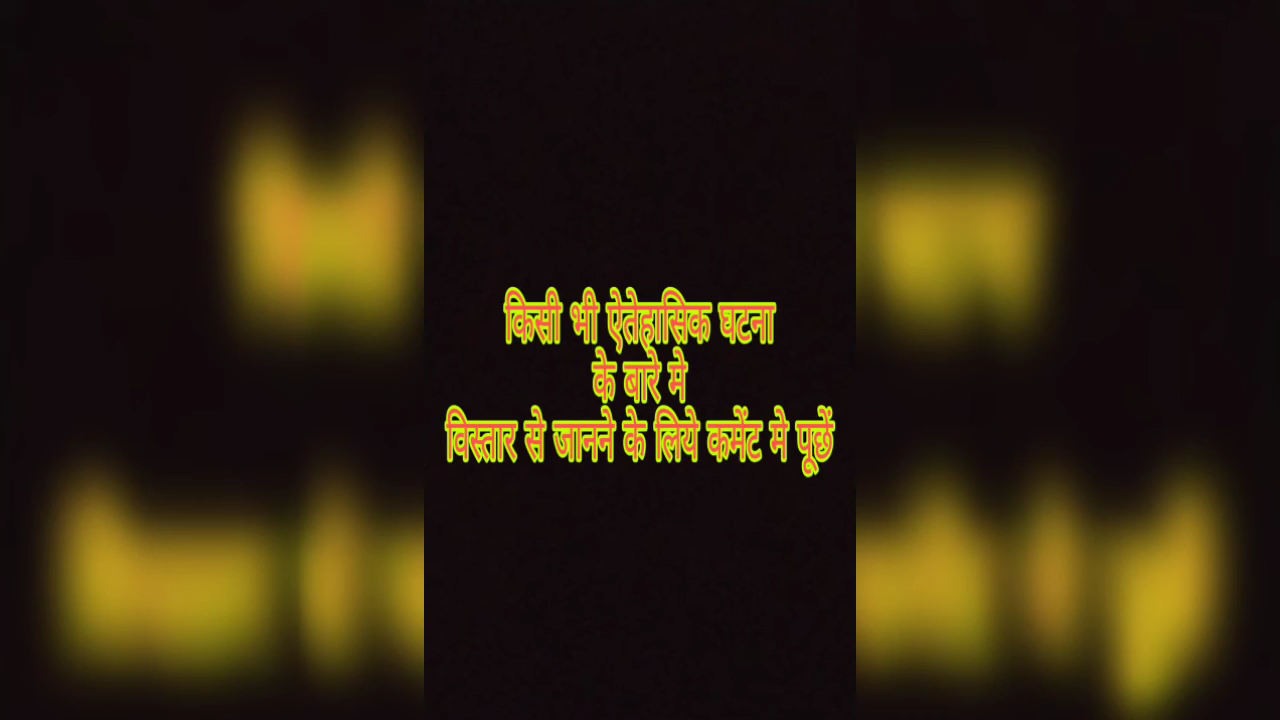 किसी भी ऐतेहासिक घटना
के बारे मे
विस्तार से जानने के लिये कमेंट मे पूछें